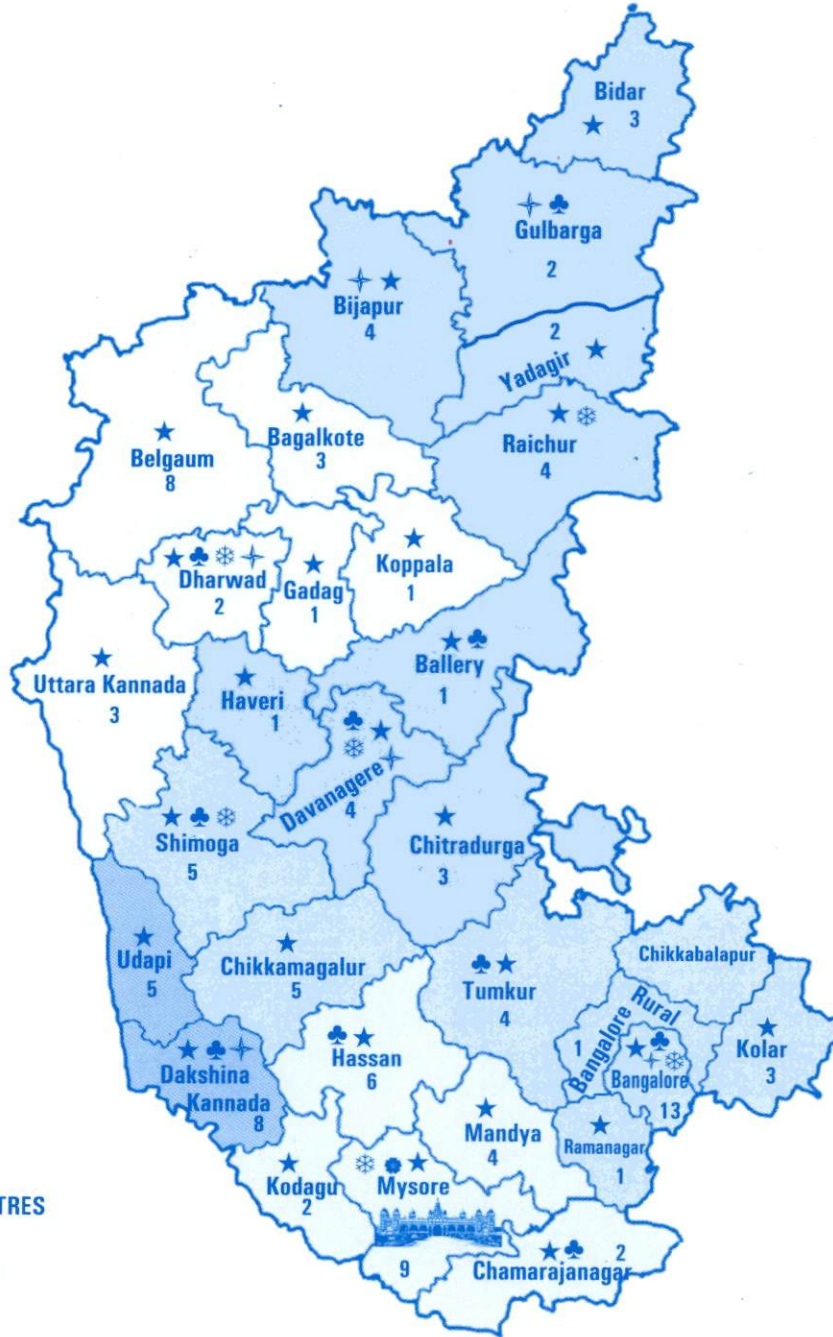 Bidar
3
Gulbarga
2
Bijapur
4
2
Yadagir
Raichur
4
Bagalkote
3
Belgaum
8
Dharwad
2
Gadag
1
Koppala
1
Ballery
1
Uttara Kannada
3
Haveri
1
Davanagere
4
Shimoga
5
Chitradurga
3
Udapi
5
Chikkamagalur
5
Tumkur
4
Chikkabalapur
Bangalore Rural
1
Bangalore
13
Kolar
3
Dakshina
Kannada
8
Hassan
6
Mandya
4
Ramanagar
1
Kodagu
2
Mysore
9
Chamarajanagar
2
TRES